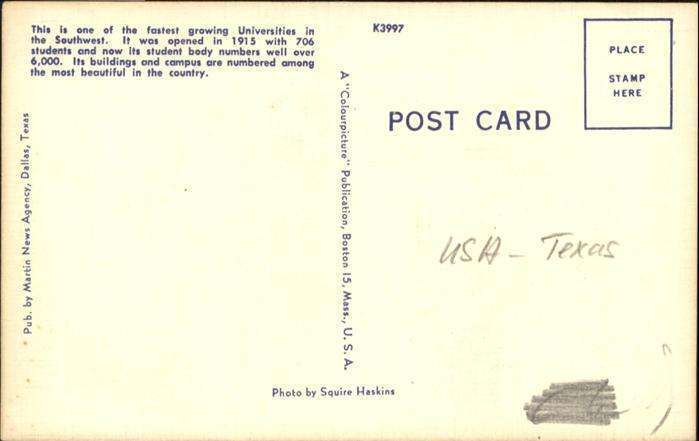 This is one of the fastest growing Universities in
the Southwest. It was opened in 1915 with 706
students and now its student body numbers well over
6,000. Its buildings and campus are numbered among
the most beautiful in the country.
Pub. by Martin News Agency, Dallas, Texas
A "Colourpicture" Publication, Boston 15, Mass., U. S. A.
K3997
PLACE
STAMP
HERE
POST CARD
USA - Texas
Photo by Squire Haskins